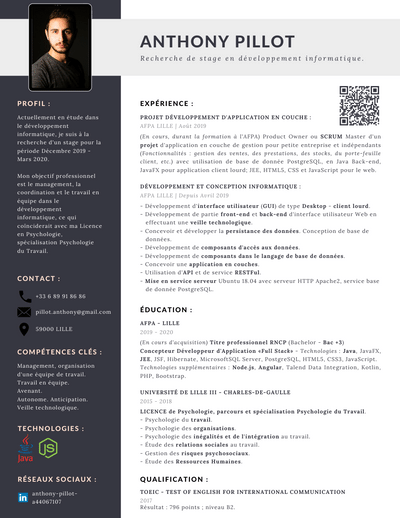 ANTHONY PILLOT
Recherche de stage en développement informatique.
PROFIL :
Actuellement en étude dans
le développement
informatique, je suis à la
recherche d'un stage pour la
période Décembre 2019 -
Mars 2020.
Mon objectif professionnel
est le management, la
coordination et le travail en
équipe dans le
développement
informatique, ce qui
coïnciderait avec ma Licence
en Psychologie,
spécialisation Psychologie
du Travail.
CONTACT :
+33 6 89 91 86 86
pillot.anthony@gmail.com
59000 LILLE
COMPÉTENCES CLÉS :
Management, organisation
d'une équipe de travail.
Travail en équipe.
Avenant.
Autonome. Anticipation.
Veille technologique.
TECHNOLOGIES :
Java
JS
RÉSEAUX SOCIAUX :
in
anthony-pillot-
a44067107
EXPÉRIENCE :
PROJET DÉVELOPPEMENT D'APPLICATION EN COUCHE :
AFPA LILLE | Août 2019
(En cours, durant la formation à l'AFPA) Product Owner ou SCRUM Master d'un
projet d'application en couche de gestion pour petite entreprise et indépendants
(Fonctionnalités : gestion des ventes, des prestations, des stocks, du porte-feuille
client, etc.) avec utilisation de base de donnée PostgreSQL, en Java Back-end,
JavaFX pour application client lourd; JEE, HTML5, CSS et JavaScript pour le web.
DÉVELOPPEMENT ET CONCEPTION INFORMATIQUE :
AFPA LILLE | Depuis Avril 2019
- Développement d'interface utilisateur (GUI) de type Desktop - client lourd.
- Développement de partie front-end et back-end d'interface utilisateur Web en
effectuant une veille technologique.
- Concevoir et développer la persistance des données. Conception de base de
données.
- Développement de composants d'accès aux données.
- Développement de composants dans le langage de base de données.
- Concevoir une application en couches.
- Utilisation d'API et de service RESTFul.
- Mise en service serveur Ubuntu 18.04 avec serveur HTTP Apache2, service base
de donnée PostgreSQL.
ÉDUCATION :
AFPA - LILLE
2019 - 2020
(En cours d'acquisition) Titre professionnel RNCP (Bachelor - Bac +3)
Concepteur Développeur d'Application «Full Stack» - Technologies : Java, JavaFX,
JEE, JSF, Hibernate, MicrosoftSQL Server, PostgreSQL, HTML5, CSS3, JavaScript.
Technologies supplémentaires : Node.js, Angular, Talend Data Integration, Kotlin,
PHP, Bootstrap.
UNIVERSITÉ DE LILLE III - CHARLES-DE-GAULLE
2015 - 2018
LICENCE de Psychologie, parcours et spécialisation Psychologie du Travail.
- Psychologie du travail.
- Psychologie des organisations.
- Psychologie des inégalités et de l'intégration au travail.
- Étude des relations sociales au travail.
- Gestion des risques psychosociaux.
- Étude des Ressources Humaines.
QUALIFICATION :
TOEIC - TEST OF ENGLISH FOR INTERNATIONAL COMMUNICATION
2017
Résultat : 796 points ; niveau B2.